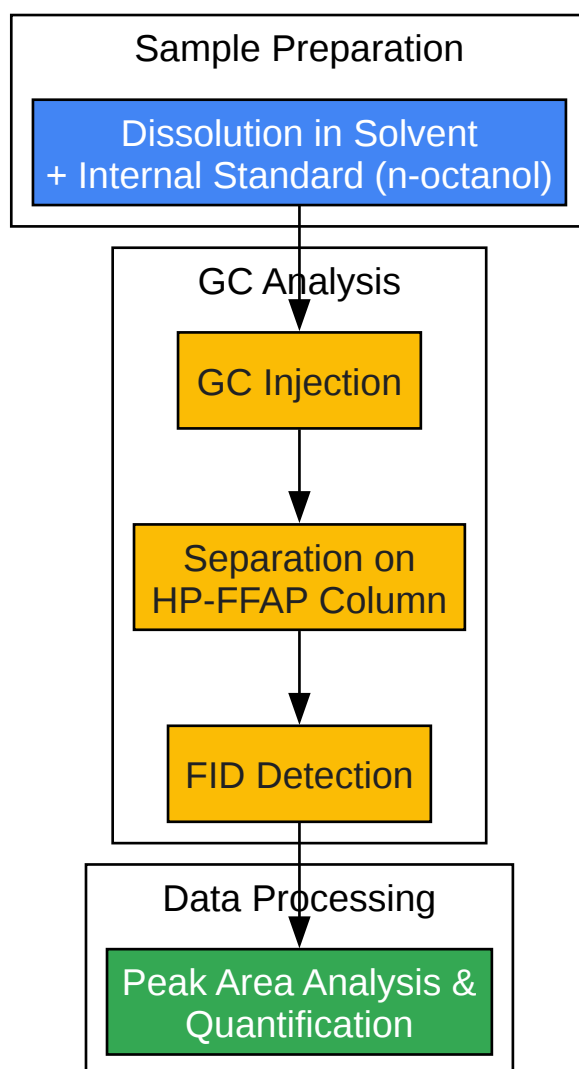 Sample Preparation
Dissolution in Solvent
+ Internal Standard (n-octanol)
GC Analysis
GC Injection
Separation on
HP-FFAP Column
FID Detection
Data Processing
Peak Area Analysis &
Quantification